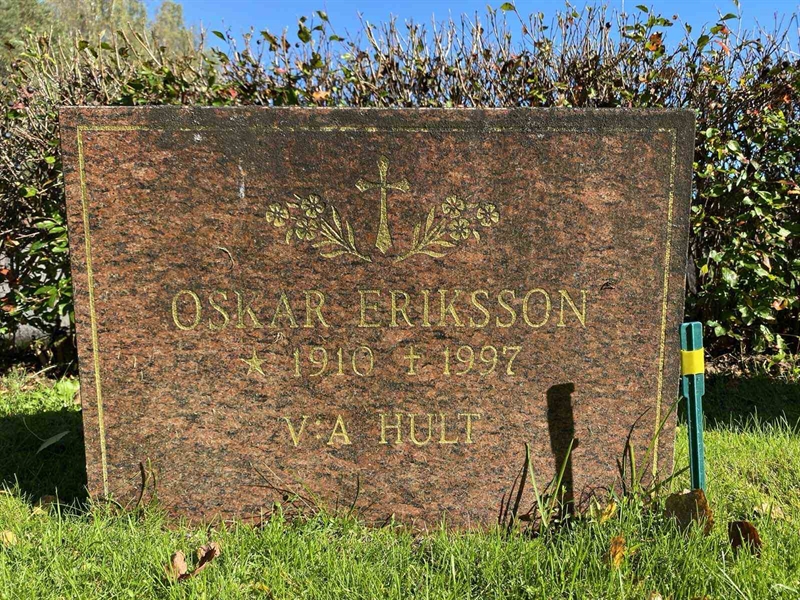 OSKAR ERIKSSON
★ 1910 ✝ 1997
V:A HULT